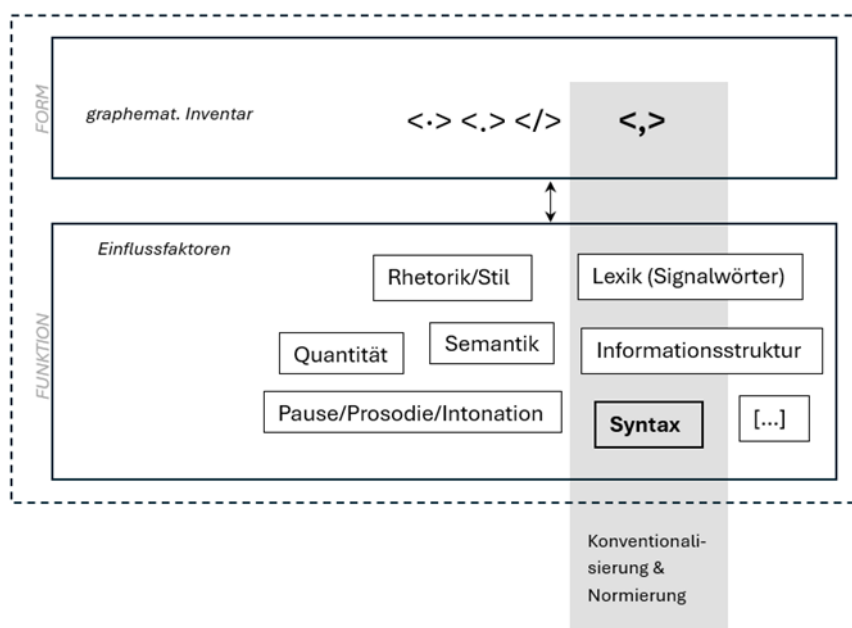 FORM
graphemat. Inventar
<·> <.> </> <,>
FUNKTION
Einflussfaktoren
Rhetorik/Stil
Lexik (Signalwörter)
Quantität
Semantik
Informationsstruktur
Pause/Prosodie/Intonation
Syntax
[...]
Konventionali-
sierung &
Normierung